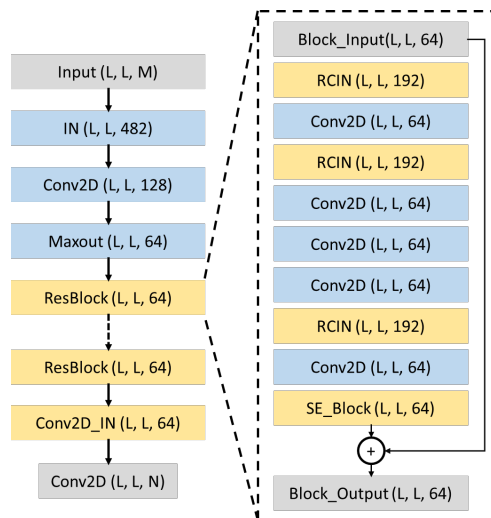 Input (L, L, M)
IN (L, L, 482)
Conv2D (L, L, 128)
Maxout (L, L, 64)
ResBlock (L, L, 64)
ResBlock (L, L, 64)
Conv2D_IN (L, L, 64)
Conv2D (L, L, N)
Block_Input(L, L, 64)
RCIN (L, L, 192)
Conv2D (L, L, 64)
RCIN (L, L, 192)
Conv2D (L, L, 64)
Conv2D (L, L, 64)
Conv2D (L, L, 64)
RCIN (L, L, 192)
Conv2D (L, L, 64)
SE_Block (L, L, 64)
+
Block_Output (L, L, 64)